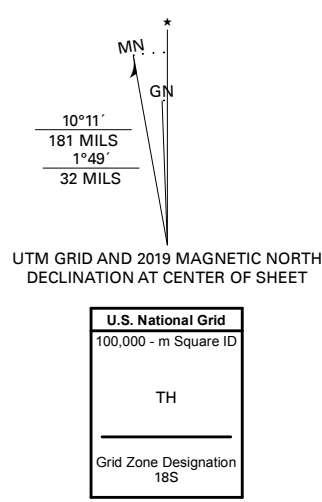 ★
MN
GN
10°11´
181 MILS
1°49´
32 MILS
UTM GRID AND 2019 MAGNETIC NORTH
DECLINATION AT CENTER OF SHEET
U.S. National Grid
100,000 - m Square ID
TH
Grid Zone Designation
18S